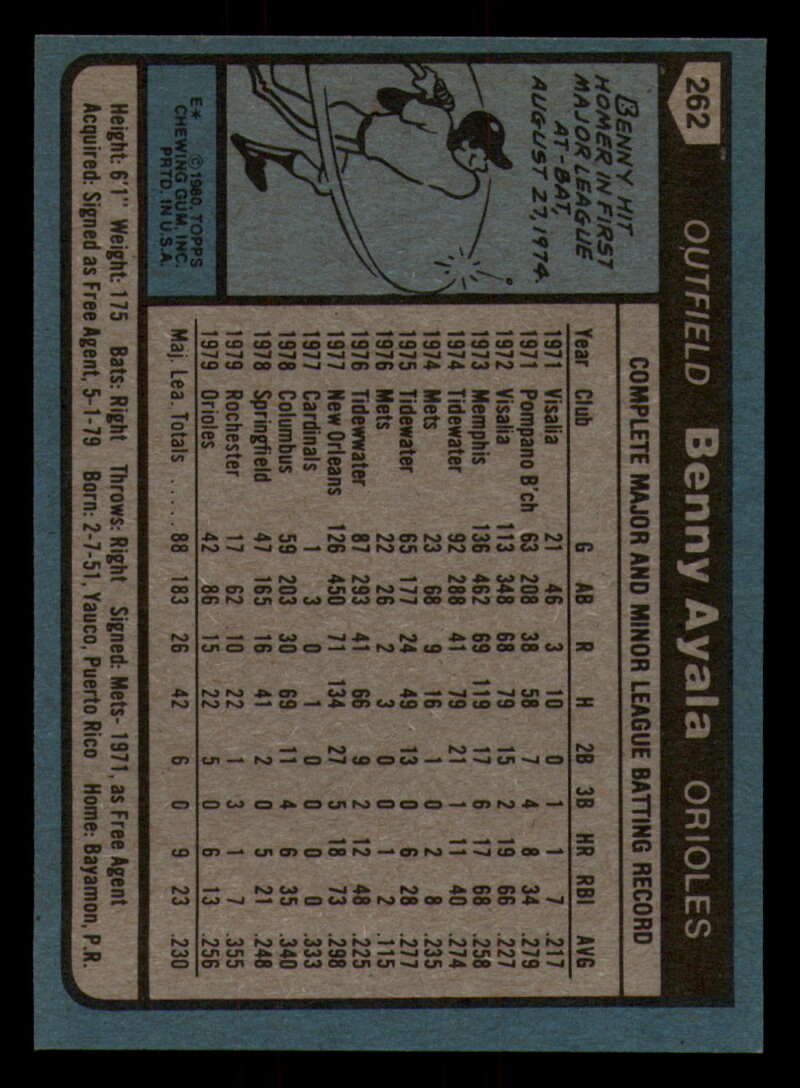 262 OUTFIELD Benny Ayala ORIOLES
BENNY HIT
HOMER IN FIRST
MAJOR LEAGUE
AT-BAT,
AUGUST 27, 1974.
E* © 1980, TOPPS
CHEWING GUM, INC.
PRTD. IN U.S.A.
COMPLETE MAJOR AND MINOR LEAGUE BATTING RECORD
Year Club G AB R H 2B 3B HR RBI AVG
1971 Visalia 21 46 3 10 0 1 1 7 .217
1971 Pompano B'ch 63 208 38 58 7 4 8 34 .279
1972 Visalia 113 348 68 79 15 2 19 66 .227
1973 Memphis 136 462 69 119 17 6 17 68 .258
1974 Tidewater 92 288 41 79 21 1 11 40 .274
1974 Mets 23 68 9 16 1 0 2 8 .235
1975 Tidewater 65 177 24 49 13 0 6 28 .277
1976 Mets 22 26 2 3 0 0 1 2 .115
1976 Tidewater 87 293 41 66 9 2 12 48 .225
1977 New Orleans 126 450 71 134 27 5 18 73 .298
1977 Cardinals 1 3 0 1 0 0 0 0 .333
1978 Columbus 59 203 30 69 11 4 6 35 .340
1978 Springfield 47 165 16 41 2 0 5 21 .248
1979 Rochester 17 62 10 22 1 3 1 7 .355
1979 Orioles 42 86 15 22 5 0 6 13 .256
Maj. Lea. Totals ..... 88 183 26 42 6 0 9 23 .230
Height: 6'1" Weight: 175 Bats: Right Throws: Right Signed: Mets- 1971, as Free Agent
Acquired: Signed as Free Agent, 5-1-79 Born: 2-7-51, Yauco, Puerto Rico Home: Bayamon, P.R.